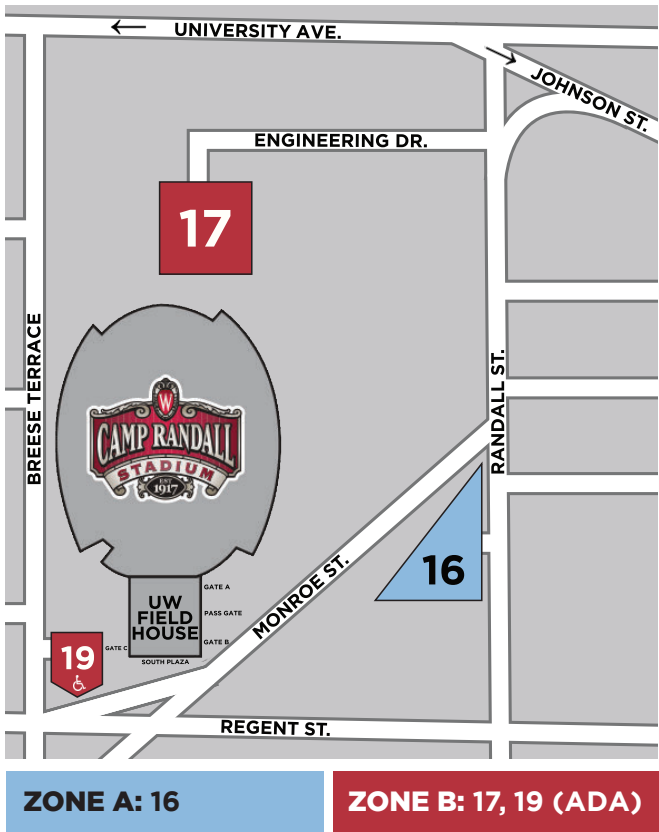 UNIVERSITY AVE.
JOHNSON ST.
ENGINEERING DR.
17
BREESE TERRACE
RANDALL ST.
W
CAMP RANDALL
STADIUM
EST
1917
16
MONROE ST.
GATE A
UW
FIELD
HOUSE
PASS GATE
GATE B
GATE C
SOUTH PLAZA
19
REGENT ST.
ZONE A: 16
ZONE B: 17, 19 (ADA)